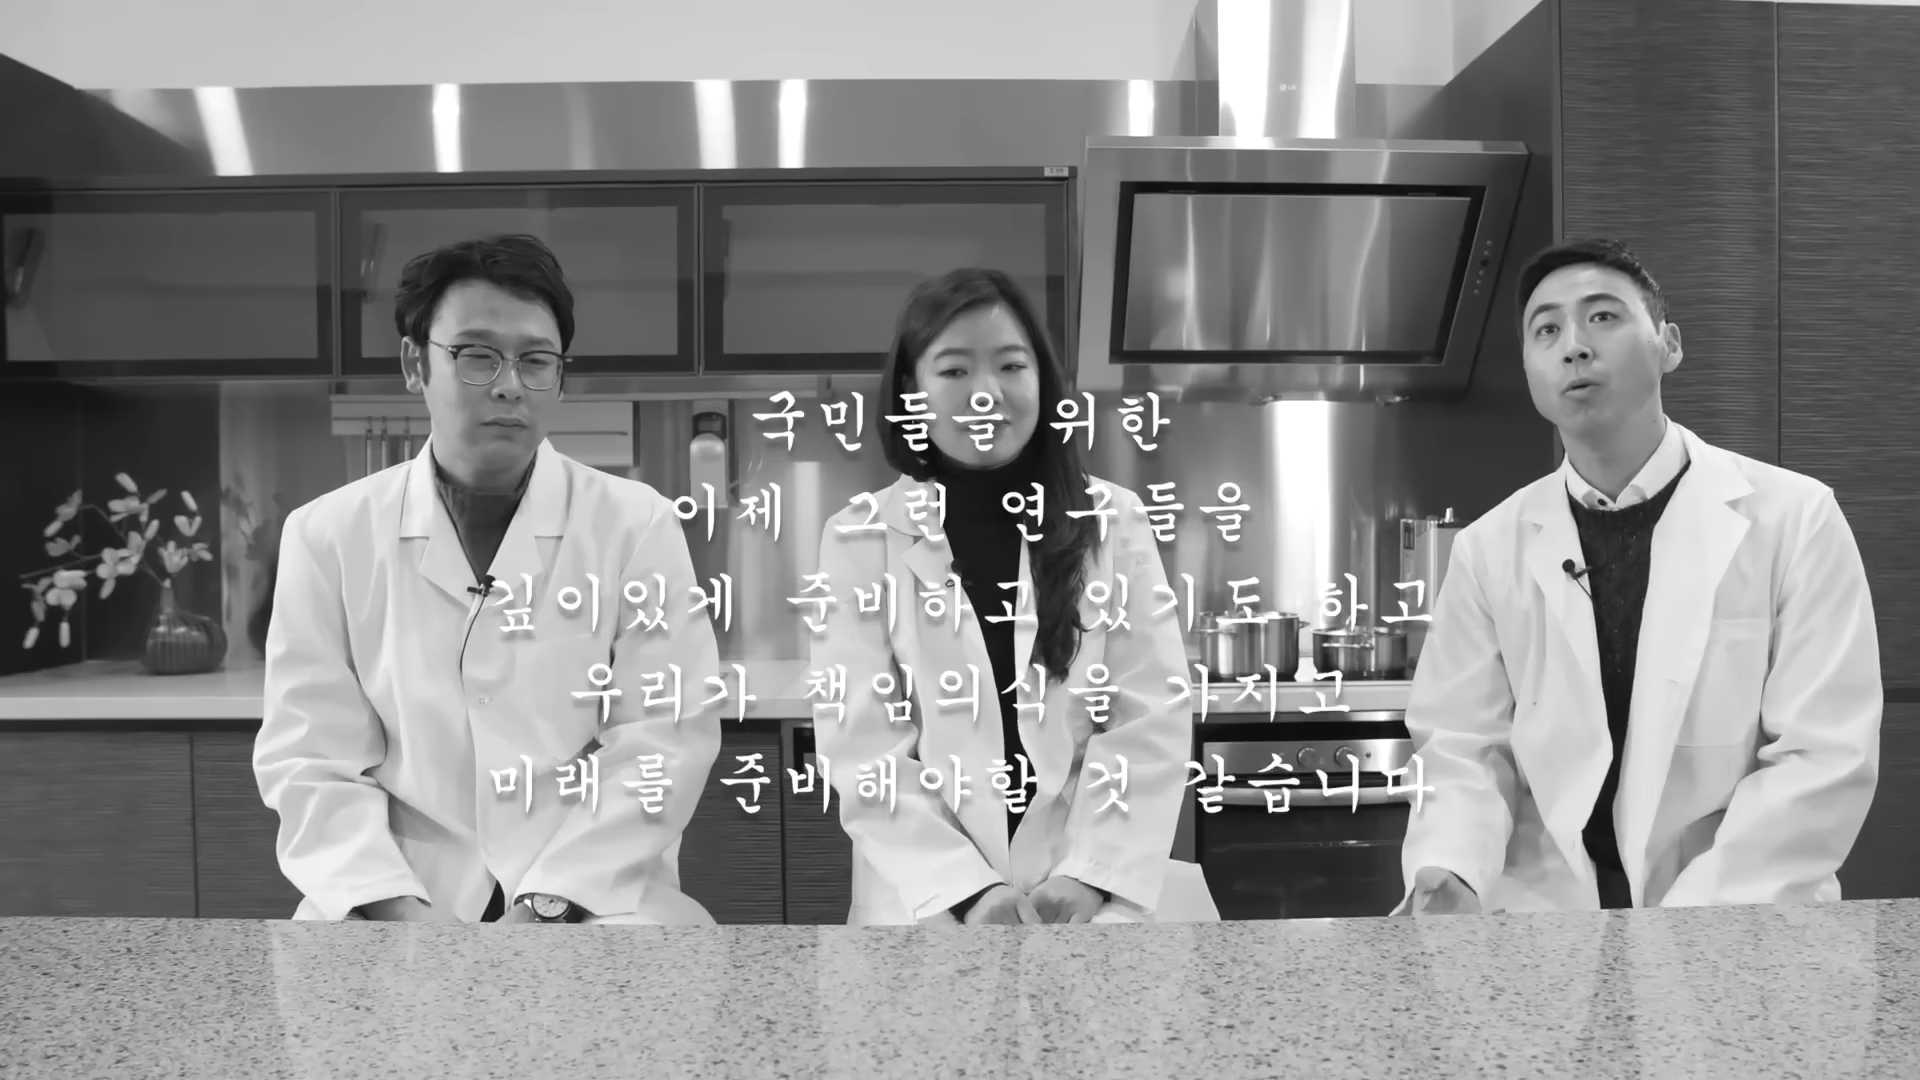 LG
국민들을 위한
이제 그런 연구들을
깊이있게 준비하고 있기도 하고
우리가 책임의식을 가지고
미래를 준비해야할 것 같습니다